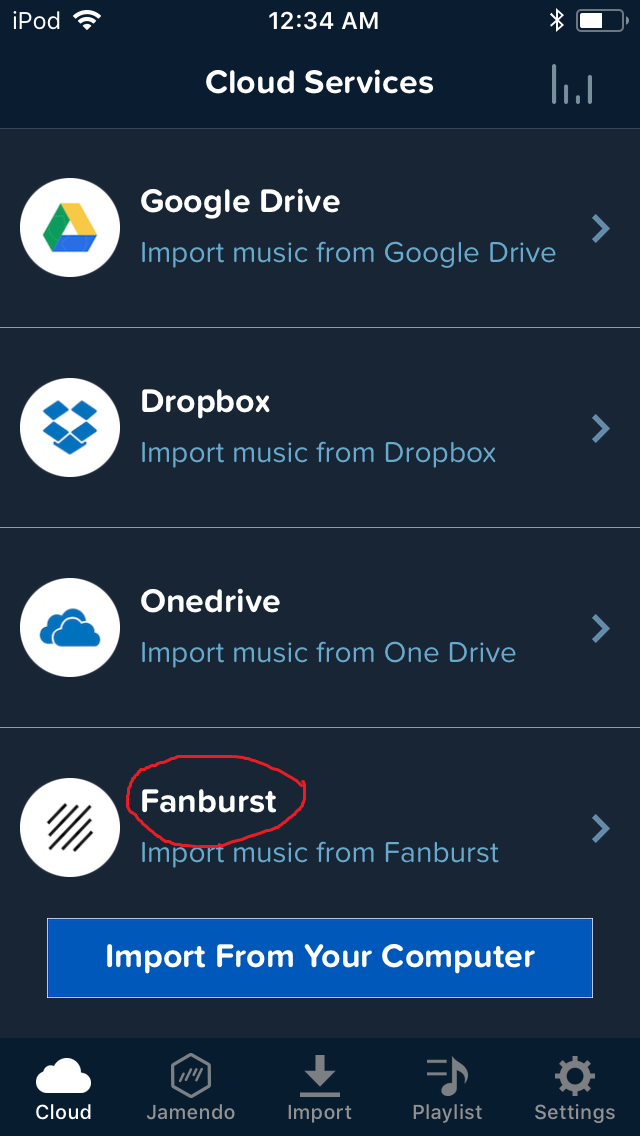 iPod 12:34 AM
Cloud Services
Google Drive
Import music from Google Drive
Dropbox
Import music from Dropbox
Onedrive
Import music from One Drive
Fanburst
Import music from Fanburst
Import From Your Computer
Cloud Jamendo Import Playlist Settings